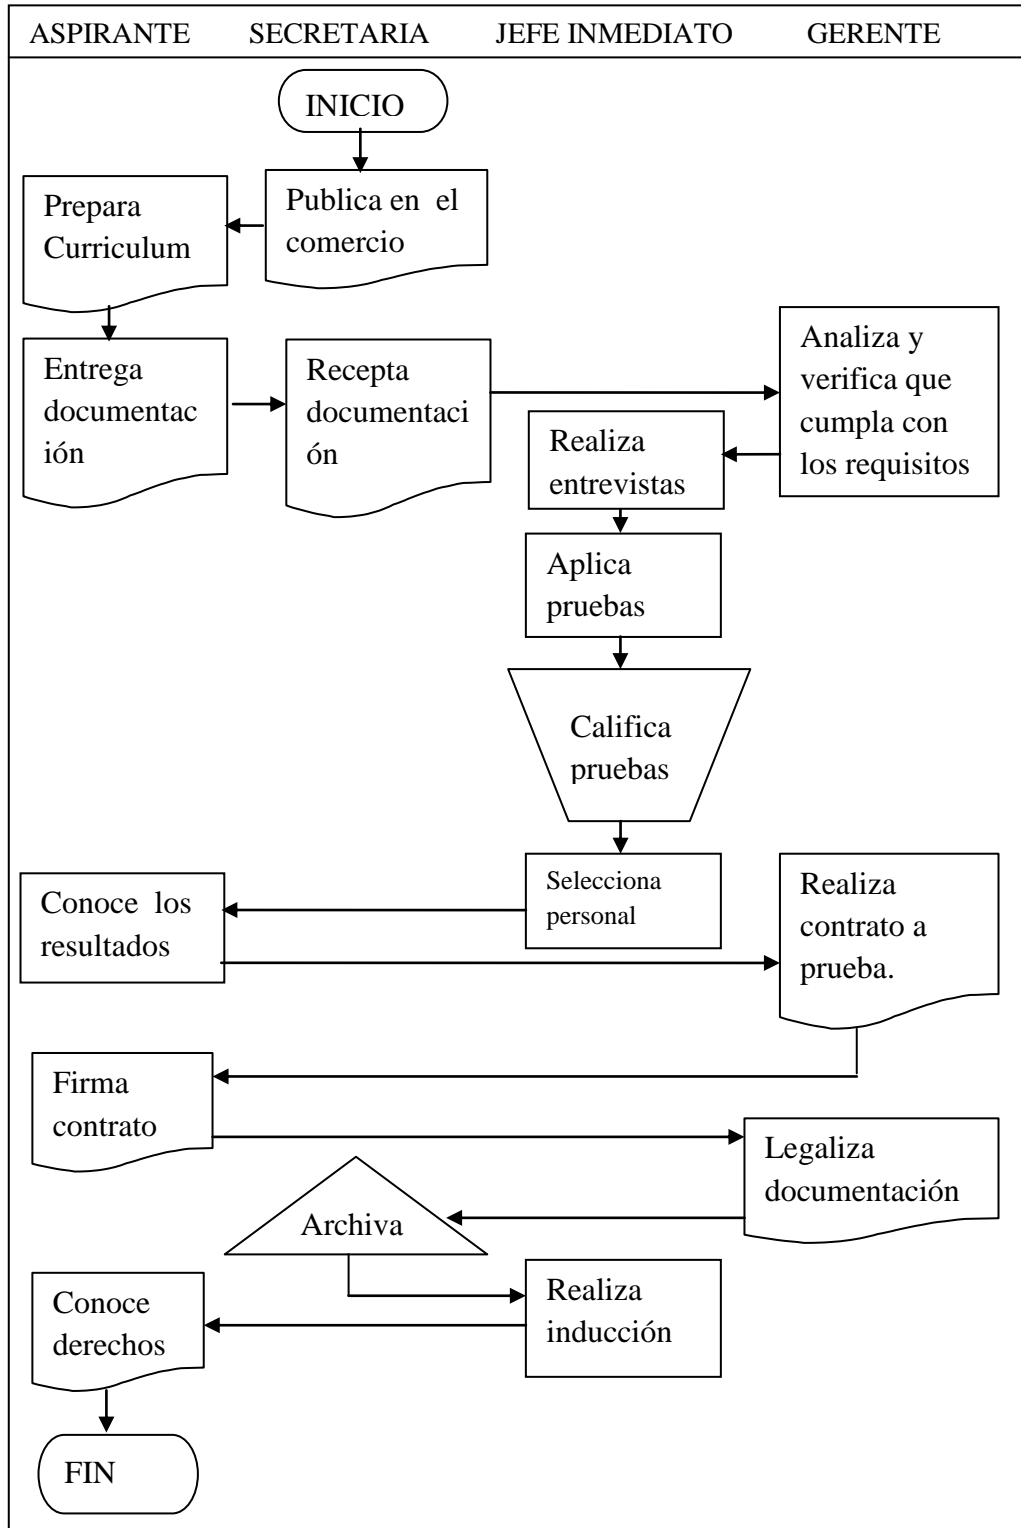 ASPIRANTE SECRETARIA JEFE INMEDIATO GERENTE
INICIO
Publica en el
comercio
Prepara
Curriculum
Entrega
documentac
ión
Recepta
documentaci
ón
Analiza y
verifica que
cumpla con
los requisitos
Realiza
entrevistas
Aplica
pruebas
Califica
pruebas
Selecciona
personal
Conoce los
resultados
Realiza
contrato a
prueba.
Firma
contrato
Legaliza
documentación
Archiva
Realiza
inducción
Conoce
derechos
FIN